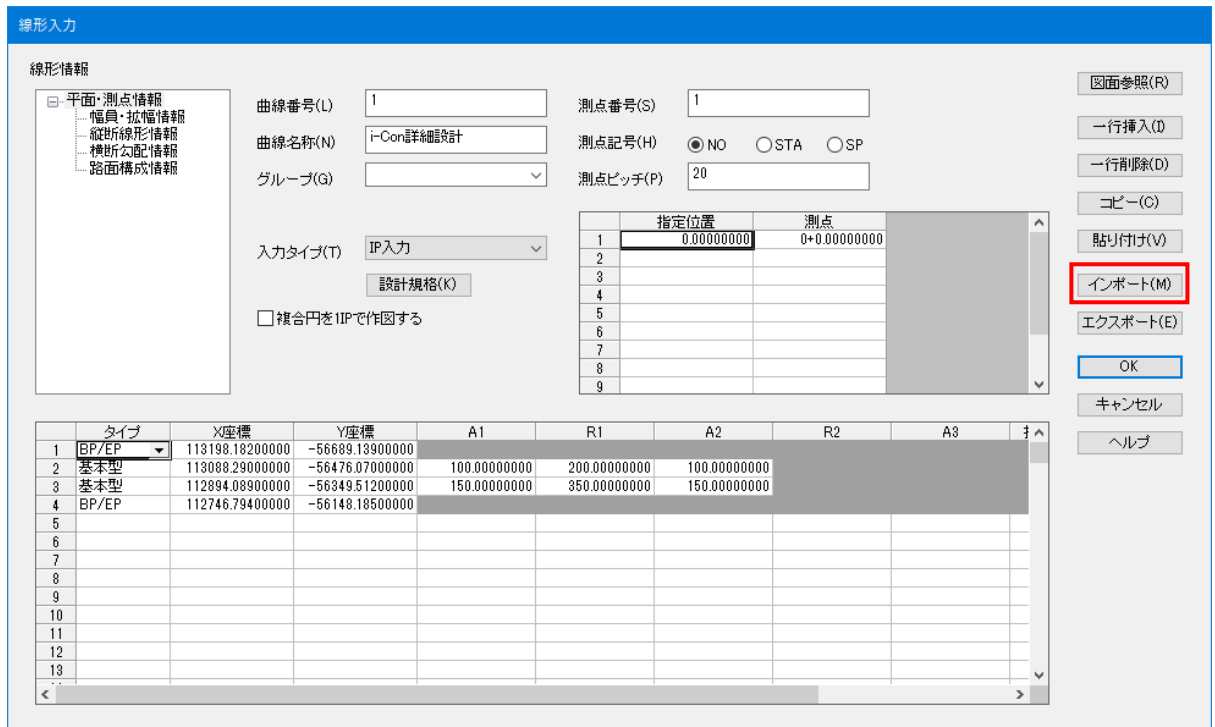 線形入力
線形情報
平面・測点情報
幅員・拡幅情報
縦断線形情報
横断勾配情報
路面構成情報
曲線番号(L) 1
曲線名称(N) i-Con詳細設計
グループ(G)
入力タイプ(T) IP入力
設計規格(K)
複合円を1IPで作図する
測点番号(S) 1
測点記号(H) NO STA SP
測点ピッチ(P) 20
指定位置 測点
1 0.00000000 0+0.00000000
2
3
4
5
6
7
8
9
図面参照(R)
一行挿入(I)
一行削除(D)
コピー(C)
貼り付け(V)
インポート(M)
エクスポート(E)
OK
キャンセル
ヘルプ
タイプ X座標 Y座標 A1 R1 A2 R2 A3
1 BP/EP 113198.18200000 -56689.13900000
2 基本型 113088.29000000 -56476.07000000 100.00000000 200.00000000 100.00000000
3 基本型 112894.08900000 -56349.51200000 150.00000000 350.00000000 150.00000000
4 BP/EP 112746.79400000 -56148.18500000
5
6
7
8
9
10
11
12
13